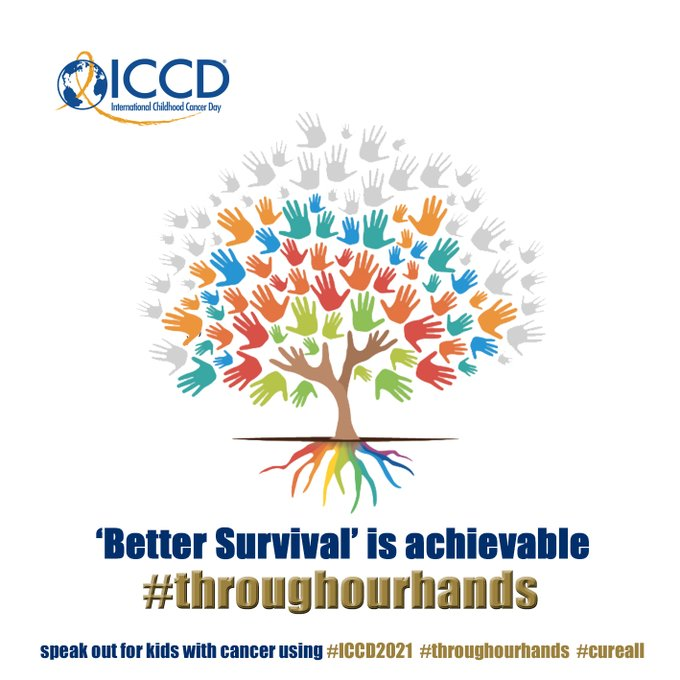 ICCD®
International Childhood Cancer Day
‘Better Survival’ is achievable
#throughourhands
speak out for kids with cancer using #ICCD2021 #throughourhands #cureall